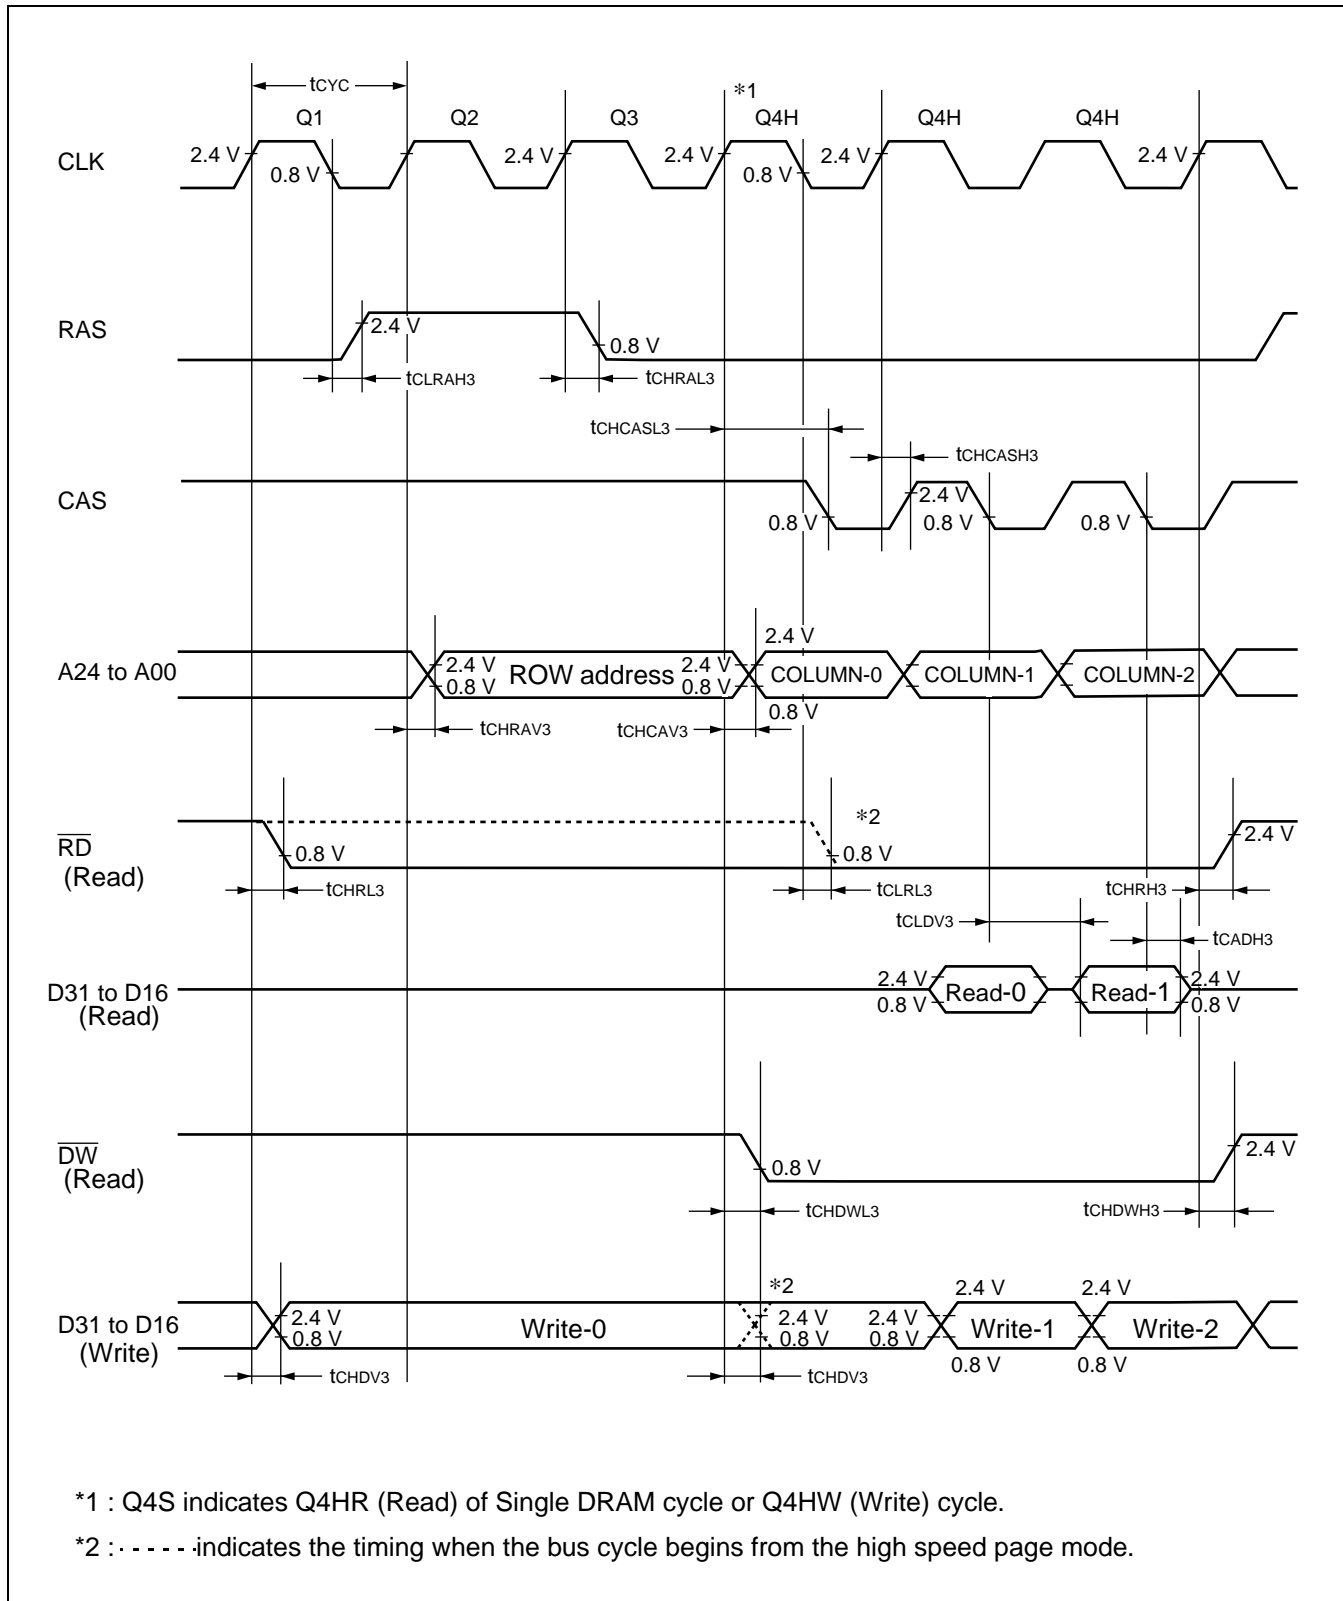 tCYC
*1
Q1 Q2 Q3 Q4H Q4H Q4H
CLK 2.4 V 0.8 V 2.4 V 2.4 V 2.4 V 0.8 V 2.4 V 2.4 V
RAS 2.4 V 0.8 V
tCLRAH3 tCHRAL3
tCHCASL3
tCHCASH3
CAS 0.8 V 2.4 V 0.8 V 0.8 V
2.4 V
A24 to A00 2.4 V 0.8 V ROW address 2.4 V 0.8 V COLUMN-0 COLUMN-1 COLUMN-2
0.8 V
tCHRAV3 tCHCAV3
*2
RD 0.8 V 0.8 V 2.4 V
(Read)
tCHRL3 tCLRL3 tCHRH3
tCLDV3
tCADH3
D31 to D16 2.4 V 0.8 V Read-0 Read-1 2.4 V 0.8 V
(Read)
DW 0.8 V 2.4 V
(Read)
tCHDWL3 tCHDWH3
*2 2.4 V 2.4 V
D31 to D16 2.4 V 0.8 V Write-0 2.4 V 0.8 V 2.4 V 0.8 V Write-1 Write-2
(Write) 0.8 V 0.8 V
tCHDV3 tCHDV3
*1 : Q4S indicates Q4HR (Read) of Single DRAM cycle or Q4HW (Write) cycle.
*2 : - - - - - -indicates the timing when the bus cycle begins from the high speed page mode.